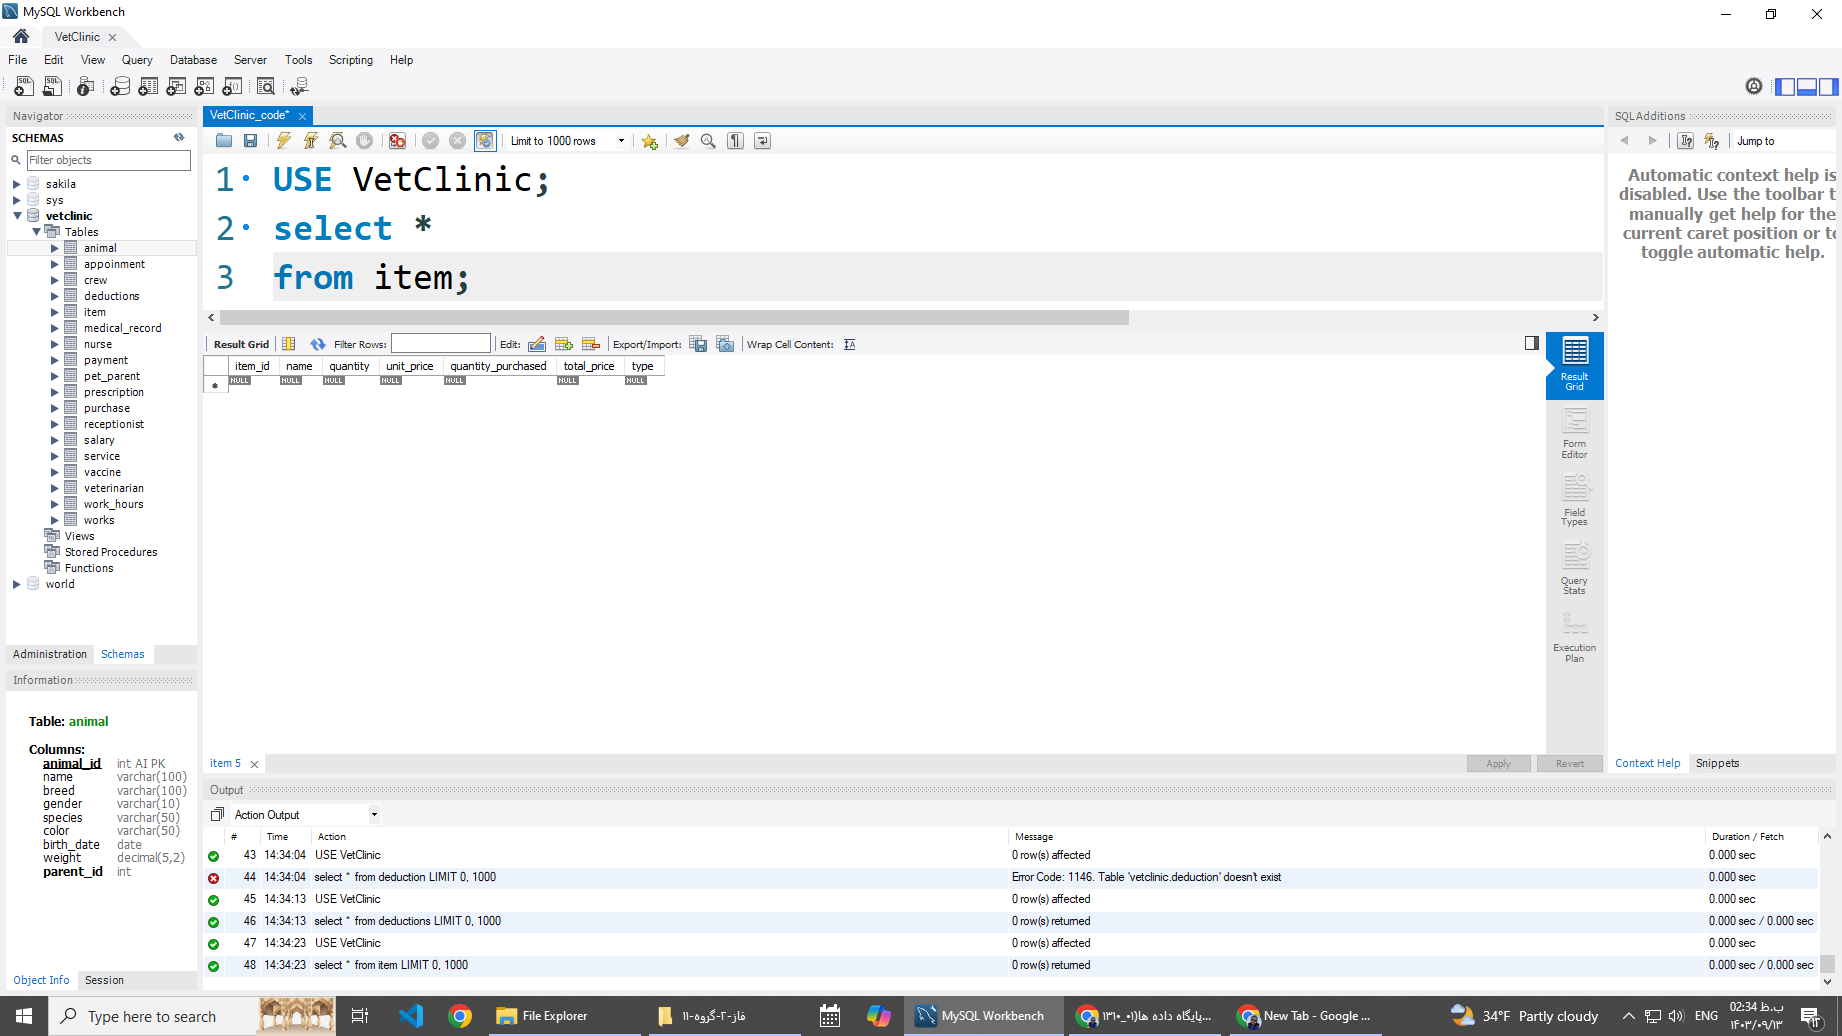 MySQL Workbench
VetClinic
File Edit View Query Database Server Tools Scripting Help
Navigator
SCHEMAS
Filter objects
sakila
sys
vetclinic
Tables
animal
appoinment
crew
deductions
item
medical_record
nurse
payment
pet_parent
prescription
purchase
receptionist
salary
service
vaccine
veterinarian
work_hours
works
Views
Stored Procedures
Functions
world
Administration Schemas
Information
Table: animal
Columns:
animal_id int AI PK
name varchar(100)
breed varchar(100)
gender varchar(10)
species varchar(50)
color varchar(50)
birth_date date
weight decimal(5,2)
parent_id int
Object Info Session
VetClinic_code*
Limit to 1000 rows
1 USE VetClinic;
2 select *
3 from item;
Result Grid Filter Rows: Edit: Export/Import: Wrap Cell Content:
item_id name quantity unit_price quantity_purchased total_price type
NULL NULL NULL NULL NULL NULL NULL
Result Grid
Form Editor
Field Types
Query Stats
Execution Plan
item 5
Apply Revert
SQLAdditions
Jump to
Automatic context help is
disabled. Use the toolbar t
manually get help for the
current caret position or to
toggle automatic help.
Context Help Snippets
Output
Action Output
# Time Action Message Duration / Fetch
43 14:34:04 USE VetClinic 0 row(s) affected 0.000 sec
44 14:34:04 select * from deduction LIMIT 0, 1000 Error Code: 1146. Table 'vetclinic.deduction' doesn't exist 0.000 sec
45 14:34:13 USE VetClinic 0 row(s) affected 0.000 sec
46 14:34:13 select * from deductions LIMIT 0, 1000 0 row(s) returned 0.000 sec / 0.000 sec
47 14:34:23 USE VetClinic 0 row(s) affected 0.000 sec
48 14:34:23 select * from item LIMIT 0, 1000 0 row(s) returned 0.000 sec / 0.000 sec
Type here to search
File Explorer
فاز-۲-گروه-۱۱
MySQL Workbench
پایگاه داده ها(۰۱_۱۳۱۰...
New Tab - Google ...
34°F Partly cloudy
ENG
02:34 ب.ظ
۱۴۰۳/۰۹/۱۳